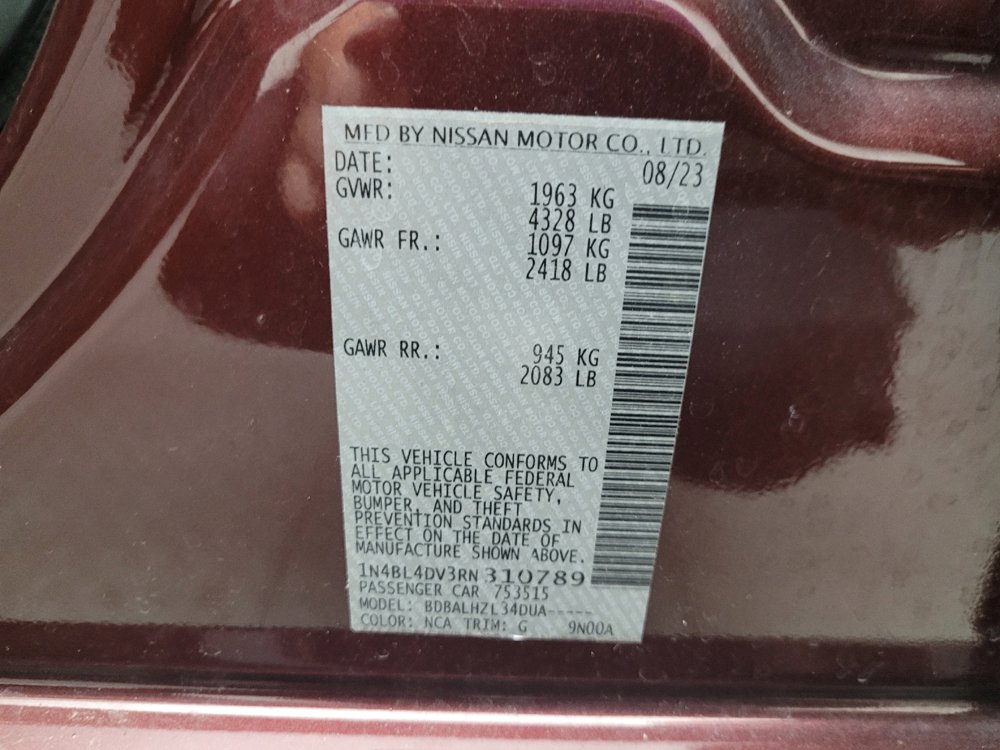 MFD BY NISSAN MOTOR CO., LTD.
DATE: 08/23
GVWR: 1963 KG
4328 LB
GAWR FR.: 1097 KG
2418 LB
GAWR RR.: 945 KG
2083 LB
THIS VEHICLE CONFORMS TO
ALL APPLICABLE FEDERAL
MOTOR VEHICLE SAFETY,
BUMPER, AND THEFT
PREVENTION STANDARDS IN
EFFECT ON THE DATE OF
MANUFACTURE SHOWN ABOVE.
1N4BL4DV3RN310789
PASSENGER CAR 753515
MODEL: BDBALHZL34DUA-----
COLOR: NCA TRIM: G 9N00A